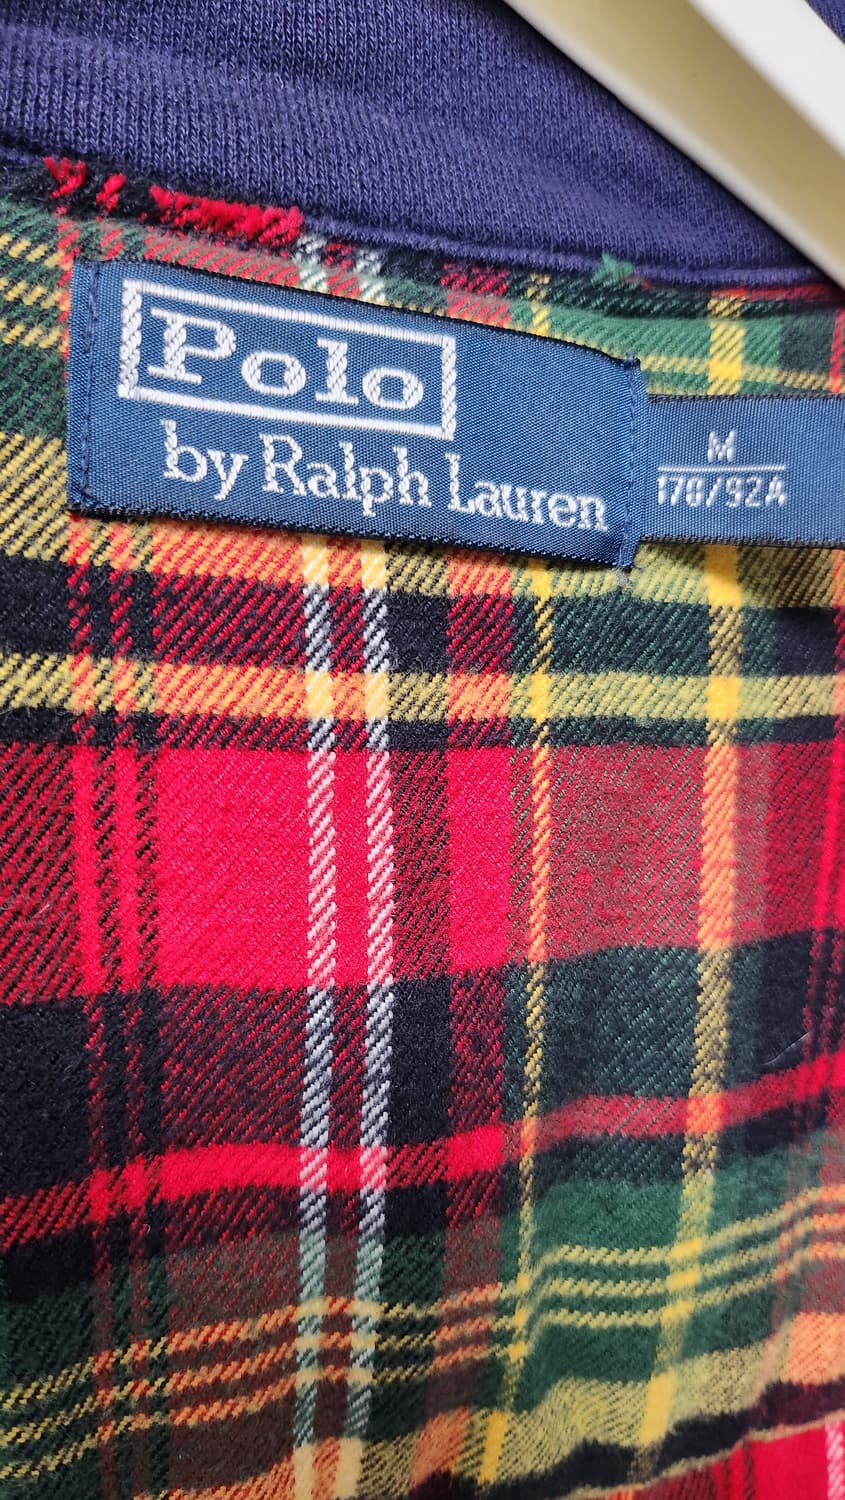 Polo
by Ralph Lauren
M
170/92A